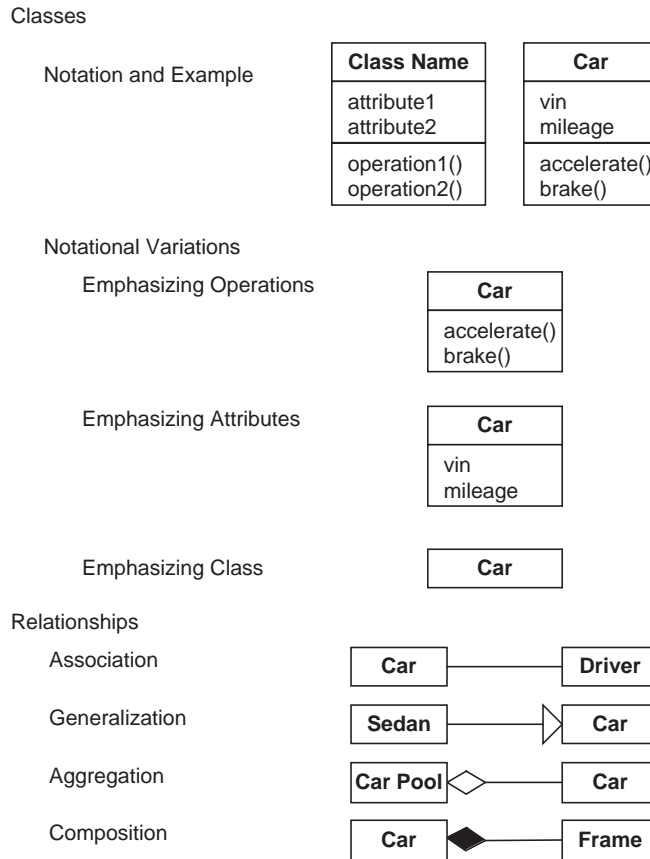 Classes
Notation and Example
Class Name
attribute1
attribute2
operation1()
operation2()
Car
vin
mileage
accelerate()
brake()
Notational Variations
Emphasizing Operations
Car
accelerate()
brake()
Emphasizing Attributes
Car
vin
mileage
Emphasizing Class
Car
Relationships
Association
Car
Driver
Generalization
Sedan
Car
Aggregation
Car Pool
Car
Composition
Car
Frame